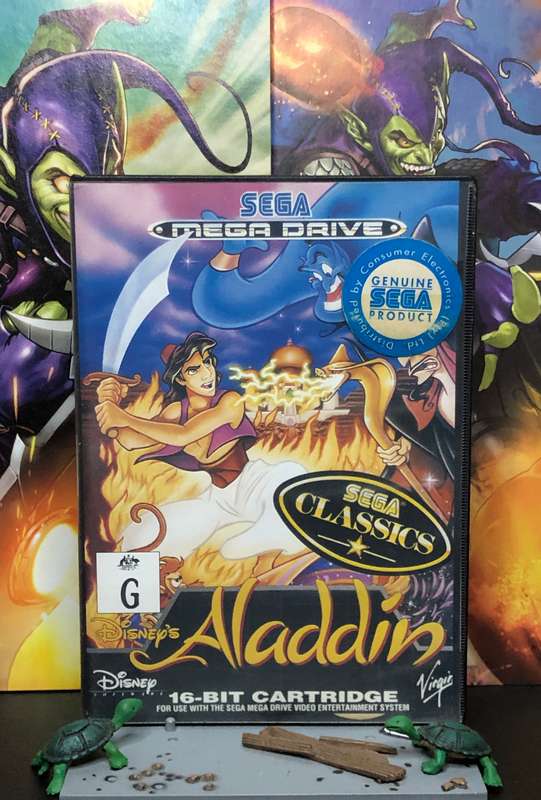 SEGA
MEGA DRIVE
Distributed by Consumer Electronics
GENUINE
SEGA
PRODUCT
SEGA
CLASSICS
G
DISNEY'S
Aladdin
DISNEY
SOFTWARE
Virgin
16-BIT CARTRIDGE
FOR USE WITH THE SEGA MEGA DRIVE VIDEO ENTERTAINMENT SYSTEM